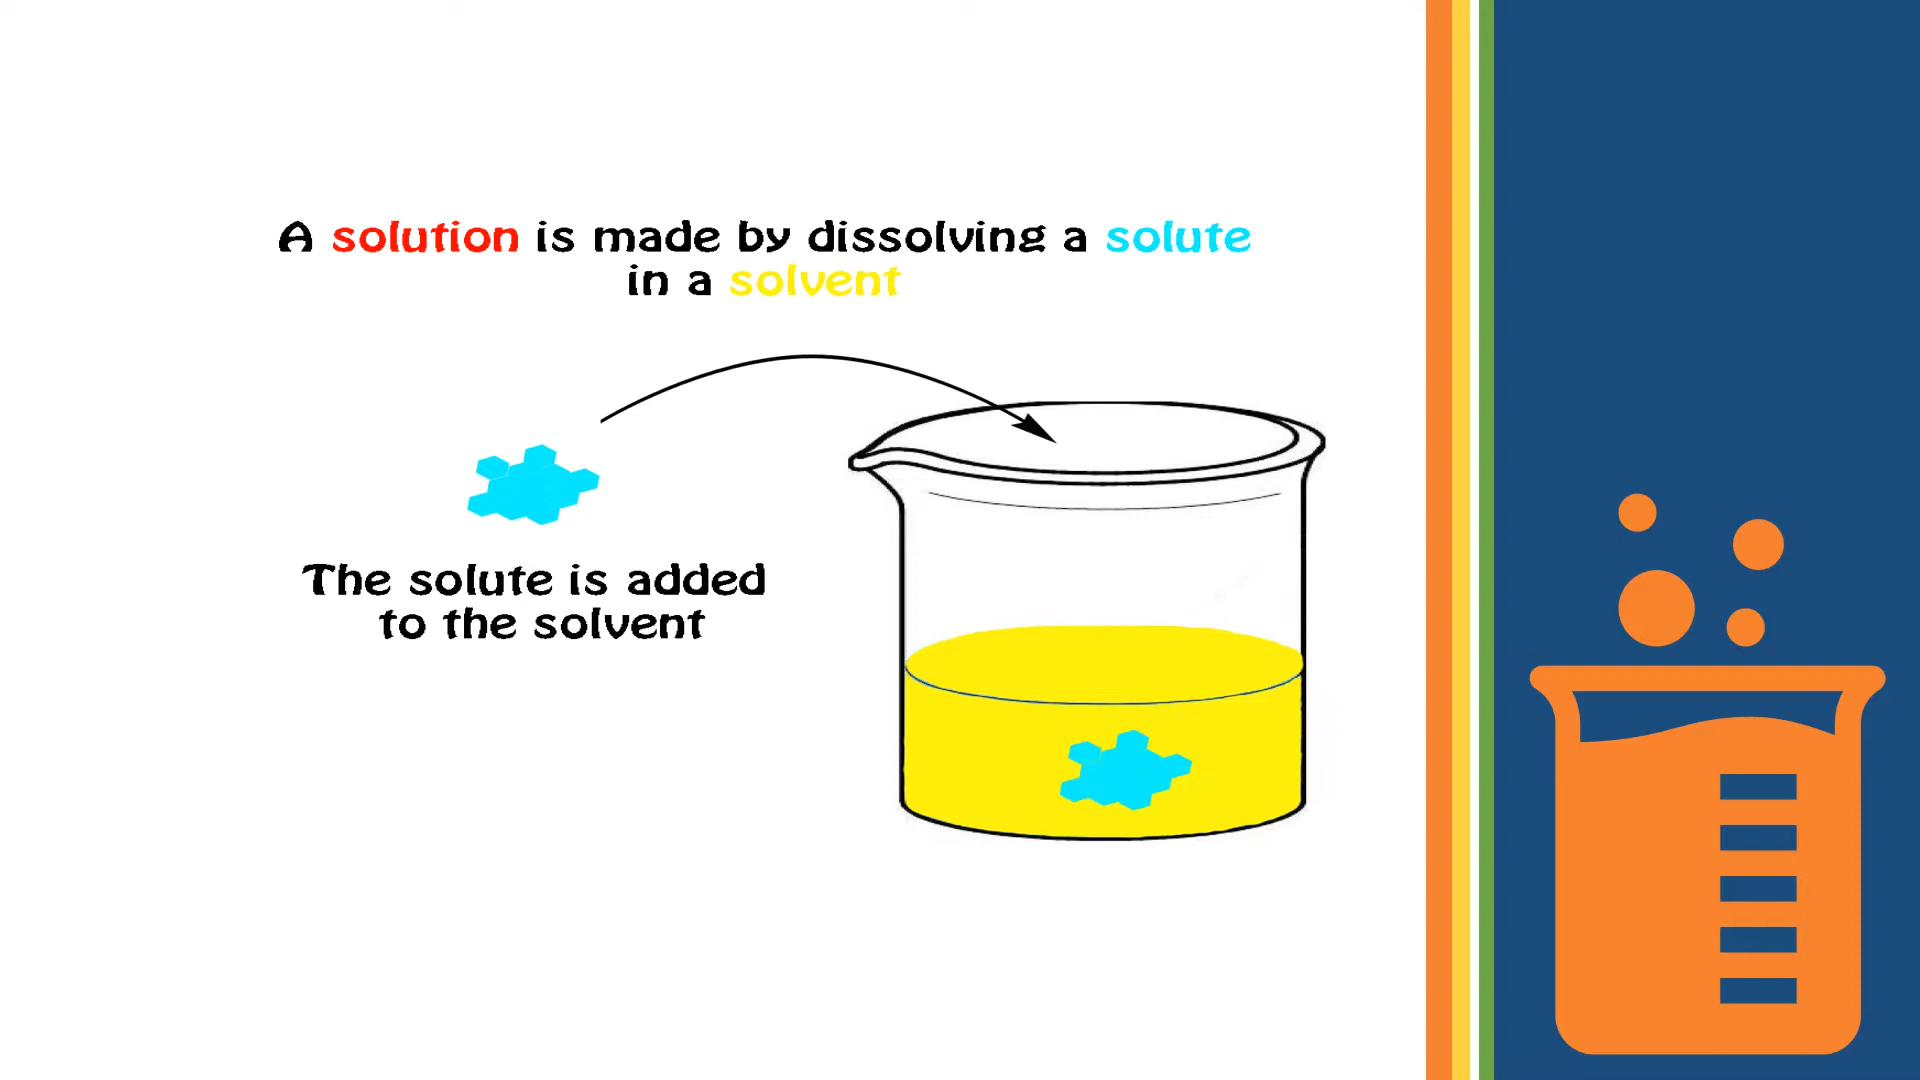 A solution is made by dissolving a solute
in a solvent
The solute is added
to the solvent